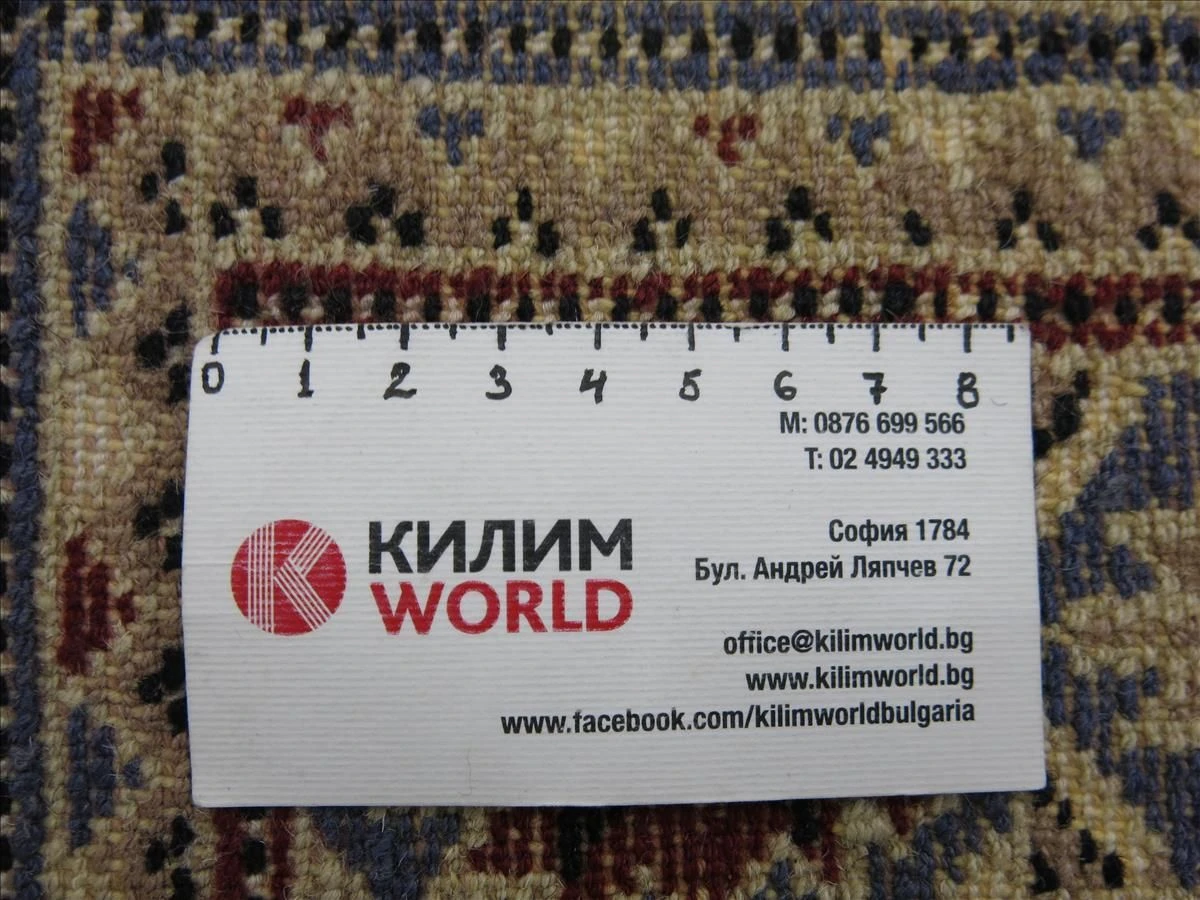 0 1 2 3 4 5 6 7 8
М: 0876 699 566
Т: 02 4949 333
КИЛИМ
WORLD
София 1784
Бул. Андрей Ляпчев 72
office@kilimworld.bg
www.kilimworld.bg
www.facebook.com/kilimworldbulgaria